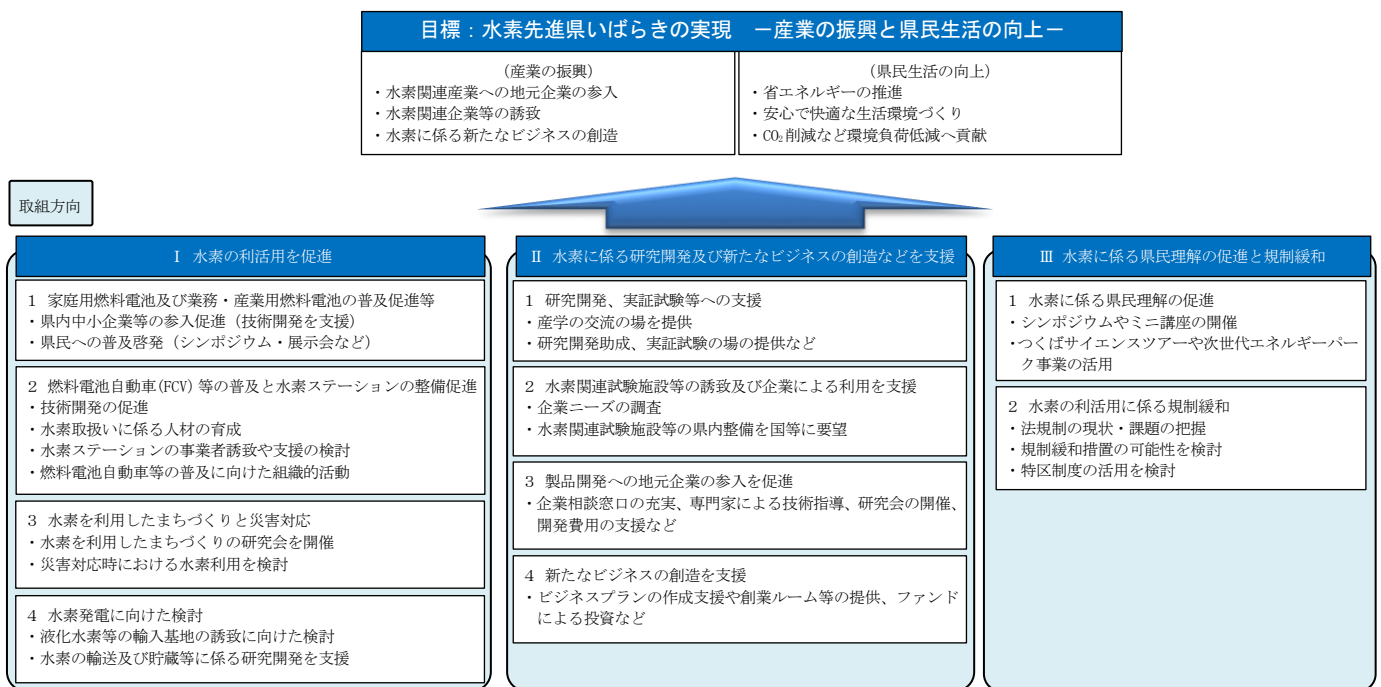 目標：水素先進県いばらきの実現　－産業の振興と県民生活の向上－
（産業の振興）
・水素関連産業への地元企業の参入
・水素関連企業等の誘致
・水素に係る新たなビジネスの創造
（県民生活の向上）
・省エネルギーの推進
・安心で快適な生活環境づくり
・CO₂削減など環境負荷低減へ貢献
取組方向
Ⅰ 水素の利活用を促進
1 家庭用燃料電池及び業務・産業用燃料電池の普及促進等
・県内中小企業等の参入促進（技術開発を支援）
・県民への普及啓発（シンポジウム・展示会など）
2 燃料電池自動車(FCV)等の普及と水素ステーションの整備促進
・技術開発の促進
・水素取扱いに係る人材の育成
・水素ステーションの事業者誘致や支援の検討
・燃料電池自動車等の普及に向けた組織的活動
3 水素を利用したまちづくりと災害対応
・水素を利用したまちづくりの研究会を開催
・災害対応時における水素利用を検討
4 水素発電に向けた検討
・液化水素等の輸入基地の誘致に向けた検討
・水素の輸送及び貯蔵等に係る研究開発を支援
Ⅱ 水素に係る研究開発及び新たなビジネスの創造などを支援
1 研究開発、実証試験等への支援
・産学の交流の場を提供
・研究開発助成、実証試験の場の提供など
2 水素関連試験施設等の誘致及び企業による利用を支援
・企業ニーズの調査
・水素関連試験施設等の県内整備を国等に要望
3 製品開発への地元企業の参入を促進
・企業相談窓口の充実、専門家による技術指導、研究会の開催、
開発費用の支援など
4 新たなビジネスの創造を支援
・ビジネスプランの作成支援や創業ルーム等の提供、ファンド
による投資など
Ⅲ 水素に係る県民理解の促進と規制緩和
1 水素に係る県民理解の促進
・シンポジウムやミニ講座の開催
・つくばサイエンスツアーや次世代エネルギーパー
ク事業の活用
2 水素の利活用に係る規制緩和
・法規制の現状・課題の把握
・規制緩和措置の可能性を検討
・特区制度の活用を検討